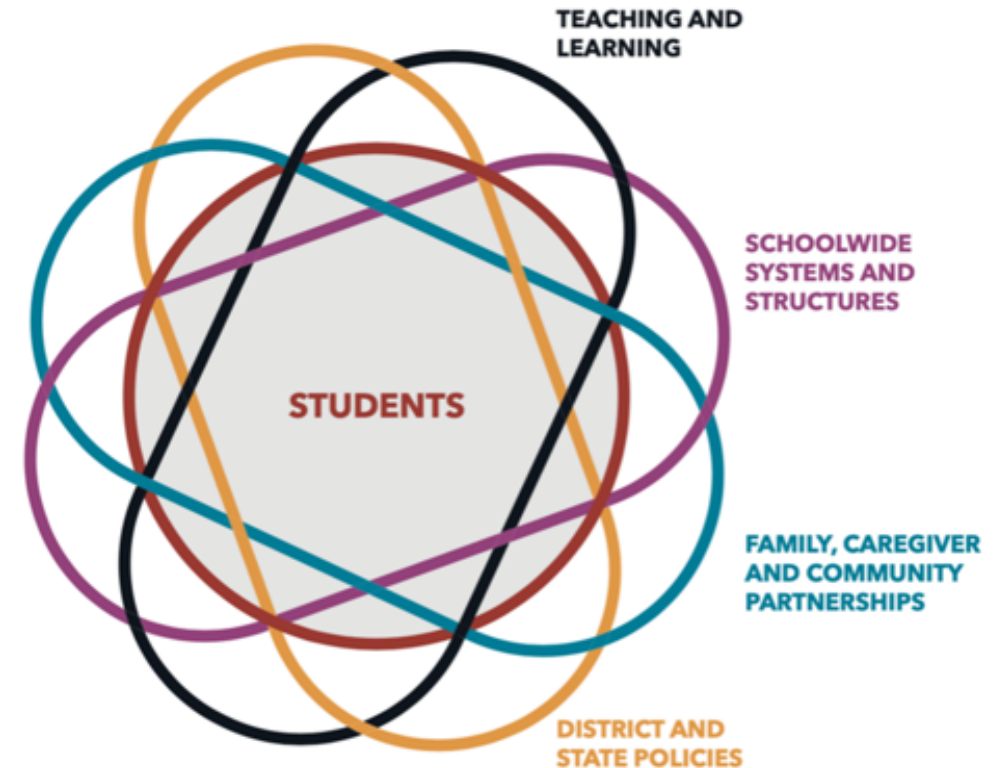 TEACHING AND
LEARNING
SCHOOLWIDE
SYSTEMS AND
STRUCTURES
STUDENTS
FAMILY, CAREGIVER
AND COMMUNITY
PARTNERSHIPS
DISTRICT AND
STATE POLICIES